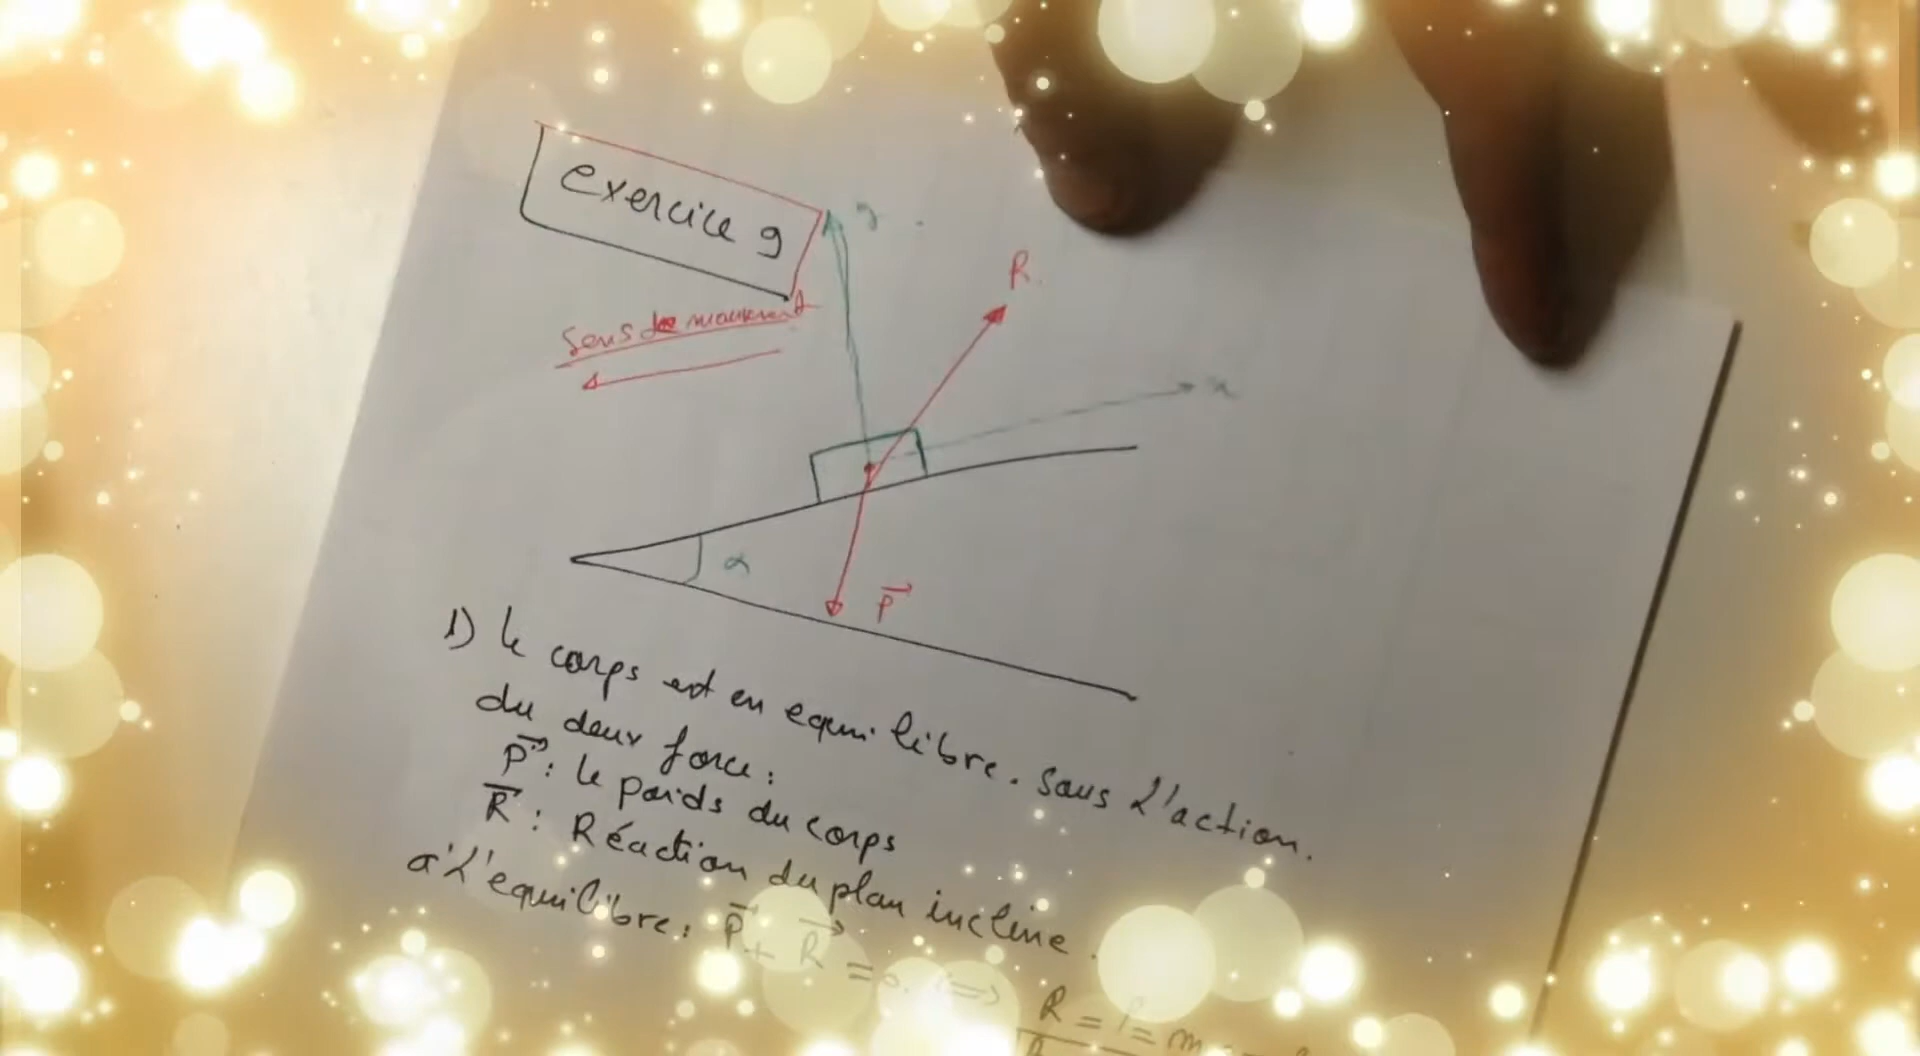 exercice 9
y
Sens de mouvement
R
x
α
P⃗
1) le corps est en equilibre. Sous l'action.
du deux force:
P⃗: le poids du corps
R⃗: Réaction du plan incline.
a l'equilibre: P⃗ + R⃗ = 0. <=>
R = P = m